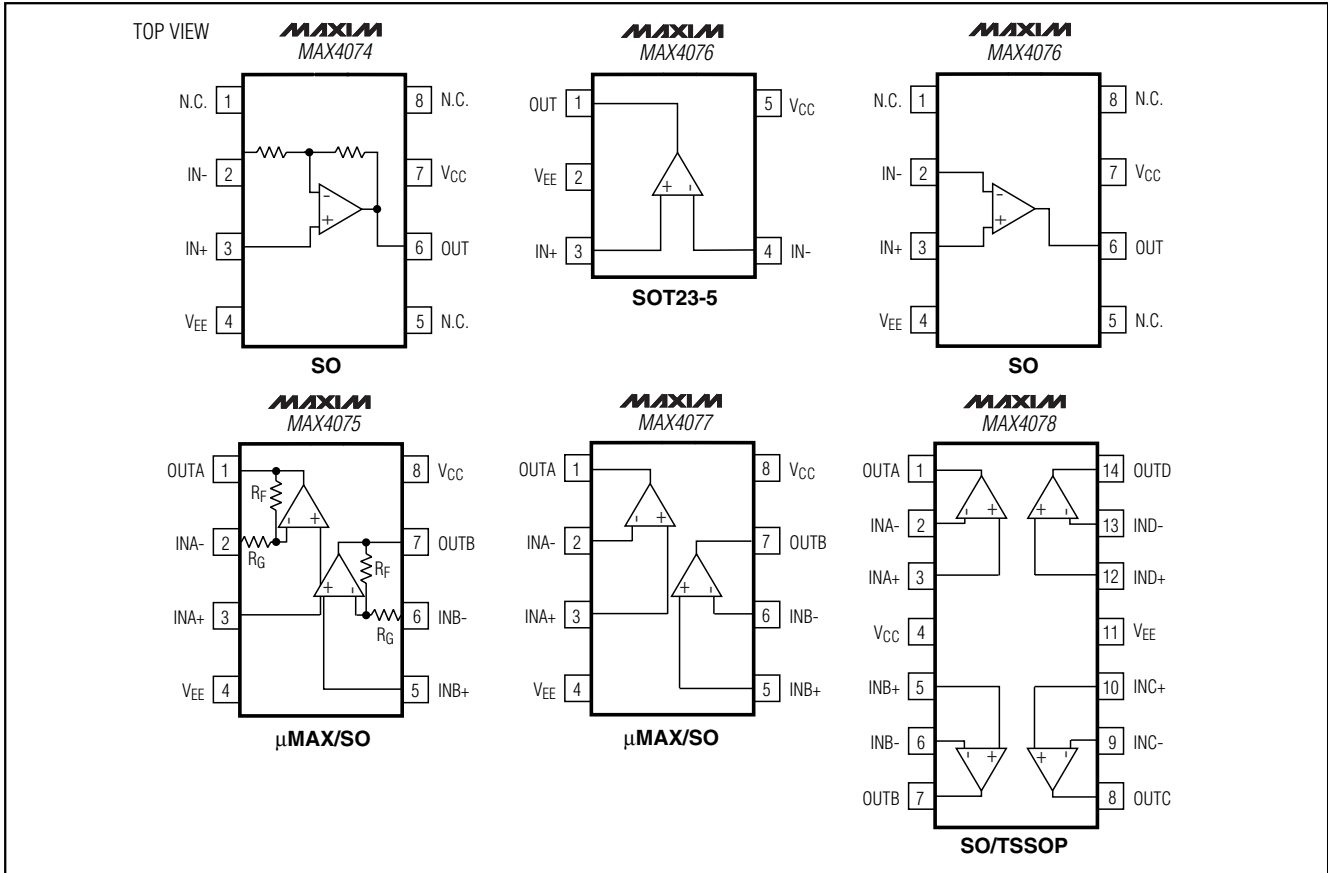 TOP VIEW
MAXIM
MAX4074
N.C. 1
8 N.C.
IN- 2
7 VCC
-
+
IN+ 3
6 OUT
VEE 4
5 N.C.
SO
MAXIM
MAX4076
OUT 1
5 VCC
VEE 2
+ -
IN+ 3
4 IN-
SOT23-5
MAXIM
MAX4076
N.C. 1
8 N.C.
IN- 2
7 VCC
-
+
IN+ 3
6 OUT
VEE 4
5 N.C.
SO
MAXIM
MAX4075
OUTA 1
8 VCC
RF
- +
INA- 2
7 OUTB
RG
RF
+ -
INA+ 3
6 INB-
RG
VEE 4
5 INB+
µMAX/SO
MAXIM
MAX4077
OUTA 1
8 VCC
- +
INA- 2
7 OUTB
+ -
INA+ 3
6 INB-
VEE 4
5 INB+
µMAX/SO
MAXIM
MAX4078
OUTA 1
14 OUTD
- +
+ -
INA- 2
13 IND-
INA+ 3
12 IND+
VCC 4
11 VEE
INB+ 5
10 INC+
INB- 6
9 INC-
- +
+ -
OUTB 7
8 OUTC
SO/TSSOP